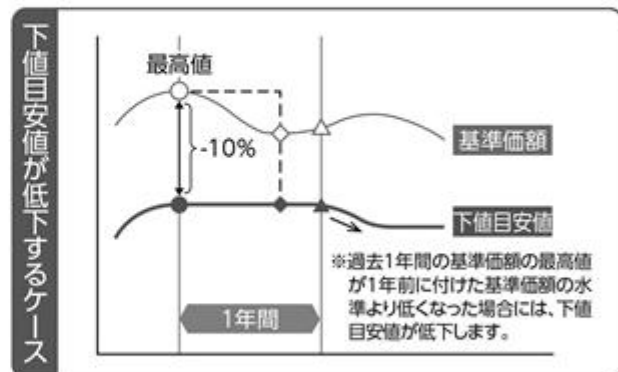 下値目安値が低下するケース
最高値
-10%
基準価額
下値目安値
※過去1年間の基準価額の最高値
が1年前に付けた基準価額の水
準より低くなった場合には、下値
目安値が低下します。
1年間